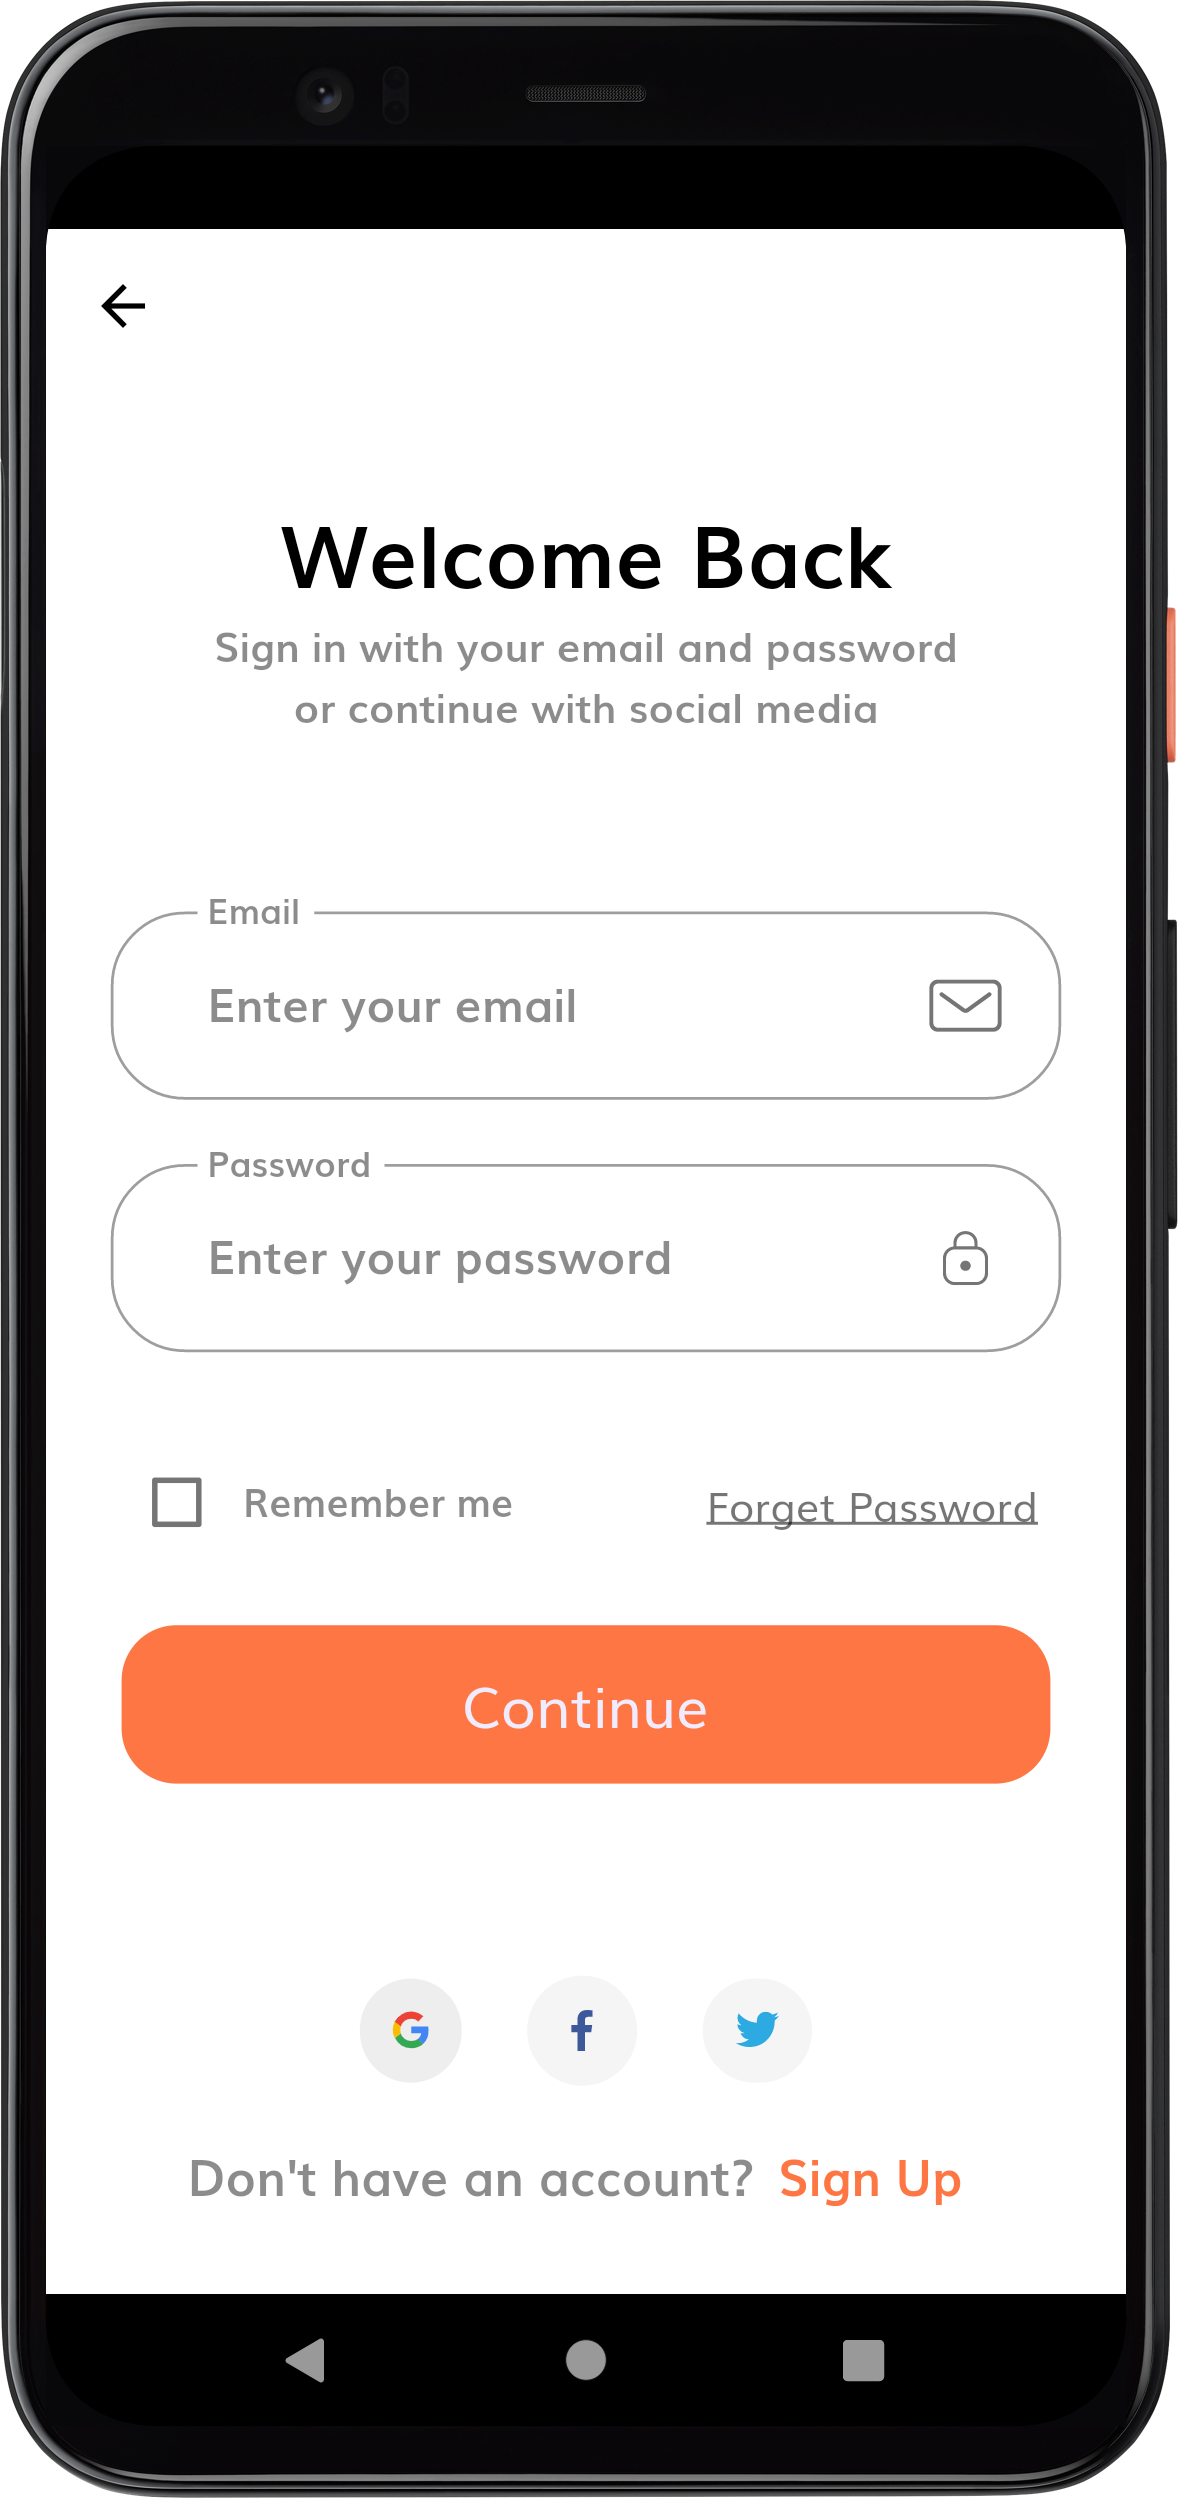 Welcome Back
Sign in with your email and password
or continue with social media
Email
Enter your email
Password
Enter your password
Remember me
Forget Password
Continue
Don't have an account? Sign Up